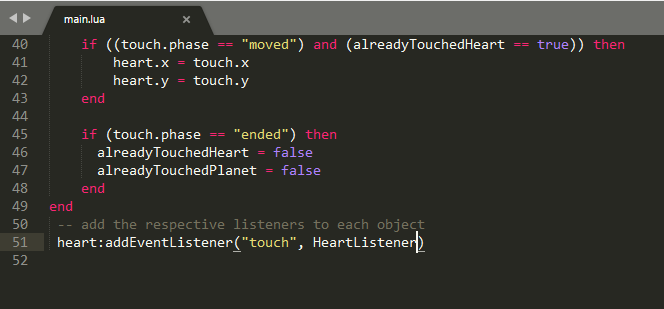 main.lua ×
40 if ((touch.phase == "moved") and (alreadyTouchedHeart == true)) then
41 heart.x = touch.x
42 heart.y = touch.y
43 end
44
45 if (touch.phase == "ended") then
46 alreadyTouchedHeart = false
47 alreadyTouchedPlanet = false
48 end
49 end
50 -- add the respective listeners to each object
51 heart:addEventListener("touch", HeartListener)
52